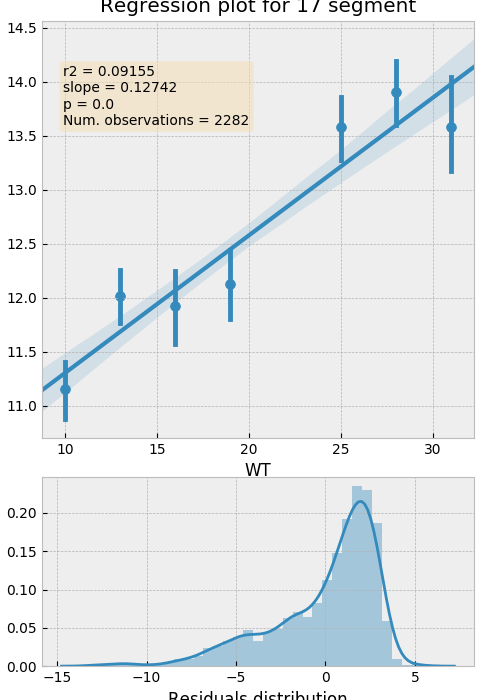 Regression plot for 17 segment
14.5
14.0
13.5
13.0
12.5
12.0
11.5
11.0
r2 = 0.09155
slope = 0.12742
p = 0.0
Num. observations = 2282
10 15 20 25 30
WT
0.20
0.15
0.10
0.05
0.00
−15 −10 −5 0 5
Residuals distribution